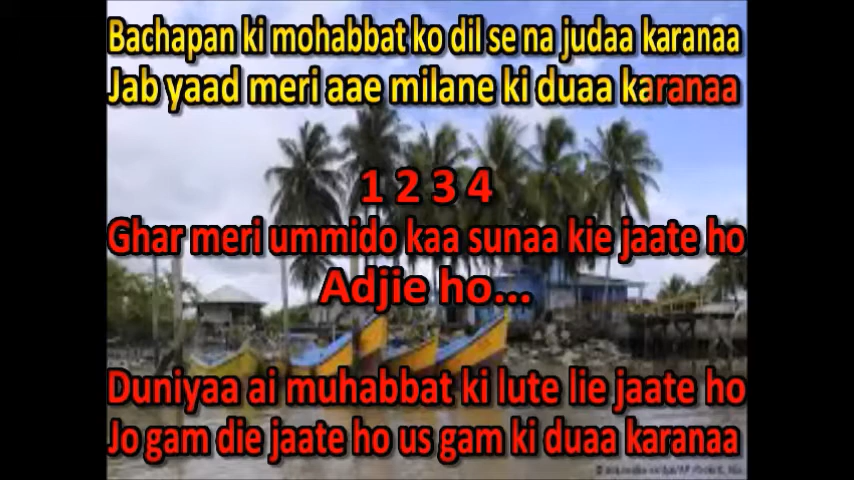 Bachapan ki mohabbat ko dil se na judaa karanaa
Jab yaad meri aae milane ki duaa karanaa
1 2 3 4
Ghar meri ummido kaa sunaa kie jaate ho
Adjie ho...
Duniyaa ai muhabbat ki lute lie jaate ho
Jo gam die jaate ho us gam ki duaa karanaa